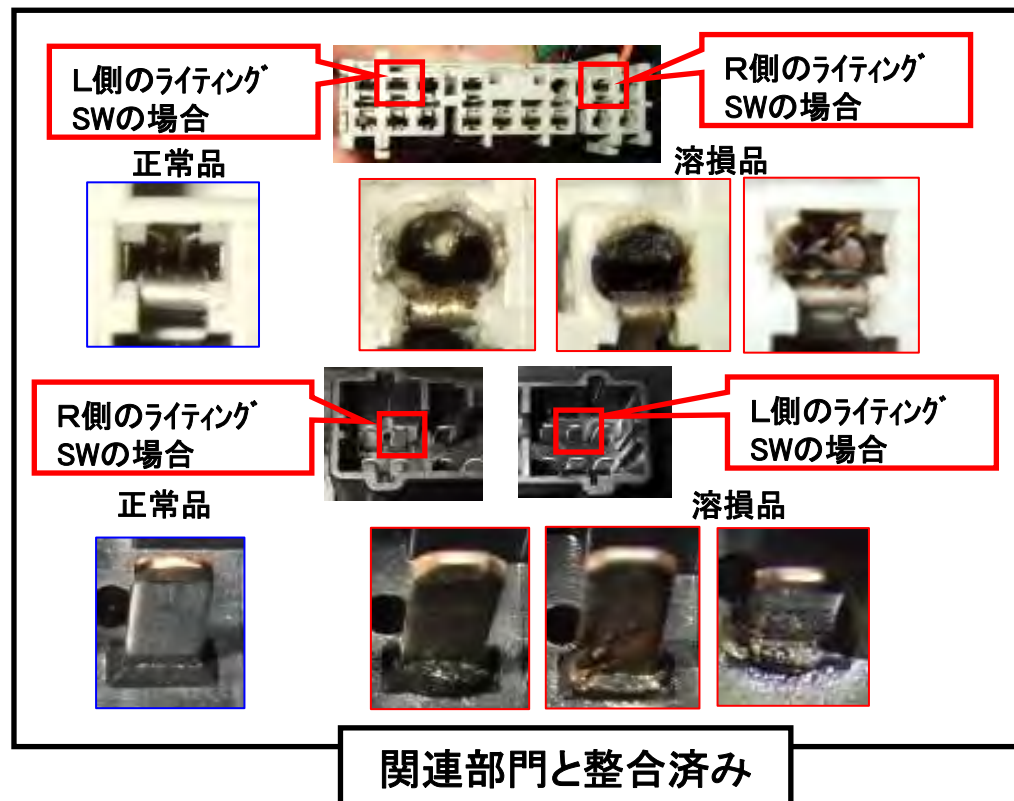 L側のライティング
SWの場合
R側のライティング
SWの場合
正常品
溶損品
R側のライティング
SWの場合
L側のライティング
SWの場合
正常品
溶損品
関連部門と整合済み